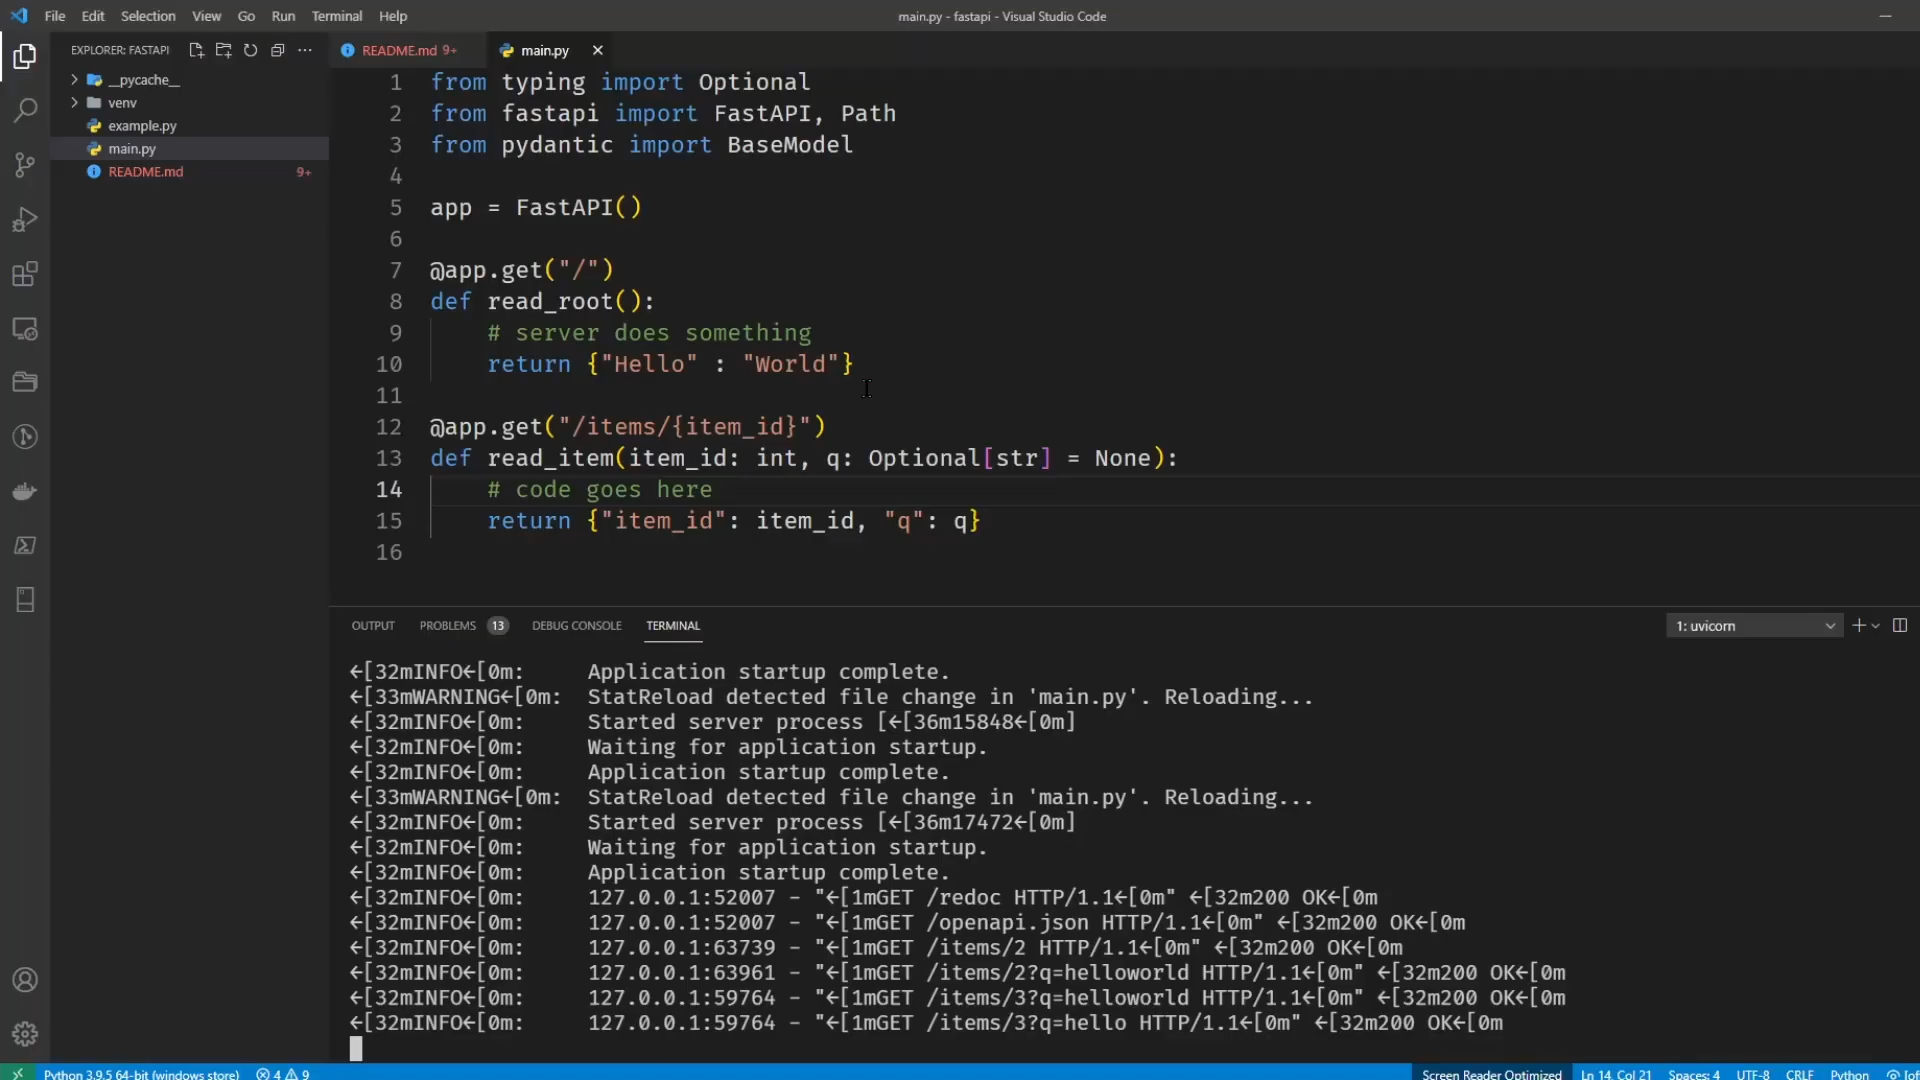 File Edit Selection View Go Run Terminal Help
main.py - fastapi - Visual Studio Code
EXPLORER: FASTAPI
__pycache__
venv
example.py
main.py
README.md 9+
README.md 9+
main.py
1 from typing import Optional
2 from fastapi import FastAPI, Path
3 from pydantic import BaseModel
4
5 app = FastAPI()
6
7 @app.get("/")
8 def read_root():
9 # server does something
10 return {"Hello" : "World"}
11
12 @app.get("/items/{item_id}")
13 def read_item(item_id: int, q: Optional[str] = None):
14 # code goes here
15 return {"item_id": item_id, "q": q}
16
OUTPUT PROBLEMS 13 DEBUG CONSOLE TERMINAL
1: uvicorn
←[32mINFO←[0m: Application startup complete.
←[33mWARNING←[0m: StatReload detected file change in 'main.py'. Reloading...
←[32mINFO←[0m: Started server process [←[36m15848←[0m]
←[32mINFO←[0m: Waiting for application startup.
←[32mINFO←[0m: Application startup complete.
←[33mWARNING←[0m: StatReload detected file change in 'main.py'. Reloading...
←[32mINFO←[0m: Started server process [←[36m17472←[0m]
←[32mINFO←[0m: Waiting for application startup.
←[32mINFO←[0m: Application startup complete.
←[32mINFO←[0m: 127.0.0.1:52007 - "←[1mGET /redoc HTTP/1.1←[0m" ←[32m200 OK←[0m
←[32mINFO←[0m: 127.0.0.1:52007 - "←[1mGET /openapi.json HTTP/1.1←[0m" ←[32m200 OK←[0m
←[32mINFO←[0m: 127.0.0.1:63739 - "←[1mGET /items/2 HTTP/1.1←[0m" ←[32m200 OK←[0m
←[32mINFO←[0m: 127.0.0.1:63961 - "←[1mGET /items/2?q=helloworld HTTP/1.1←[0m" ←[32m200 OK←[0m
←[32mINFO←[0m: 127.0.0.1:59764 - "←[1mGET /items/3?q=helloworld HTTP/1.1←[0m" ←[32m200 OK←[0m
←[32mINFO←[0m: 127.0.0.1:59764 - "←[1mGET /items/3?q=hello HTTP/1.1←[0m" ←[32m200 OK←[0m
Python 3.9.5 64-bit (windows store) 4 9
Screen Reader Optimized Ln 14, Col 21 Spaces: 4 UTF-8 CRLF Python